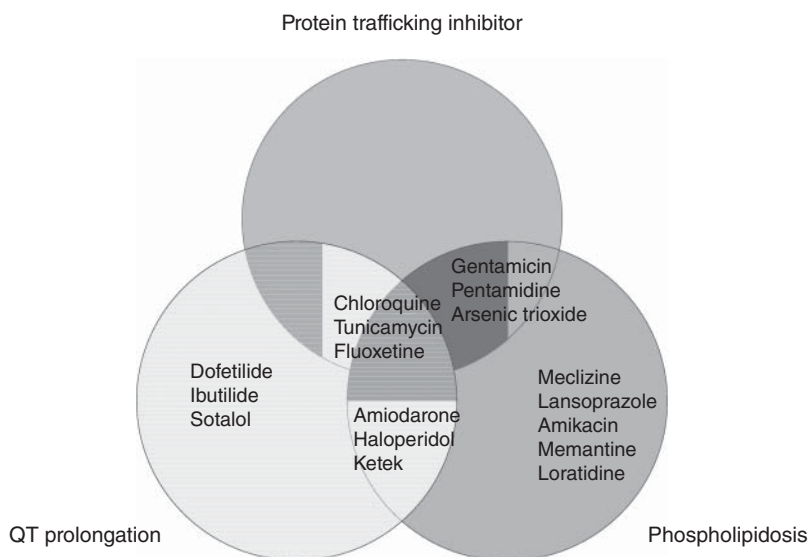 Protein trafficking inhibitor
Gentamicin
Pentamidine
Arsenic trioxide
Chloroquine
Tunicamycin
Fluoxetine
Dofetilide
Ibutilide
Sotalol
Amiodarone
Haloperidol
Ketek
Meclizine
Lansoprazole
Amikacin
Memantine
Loratidine
QT prolongation
Phospholipidosis